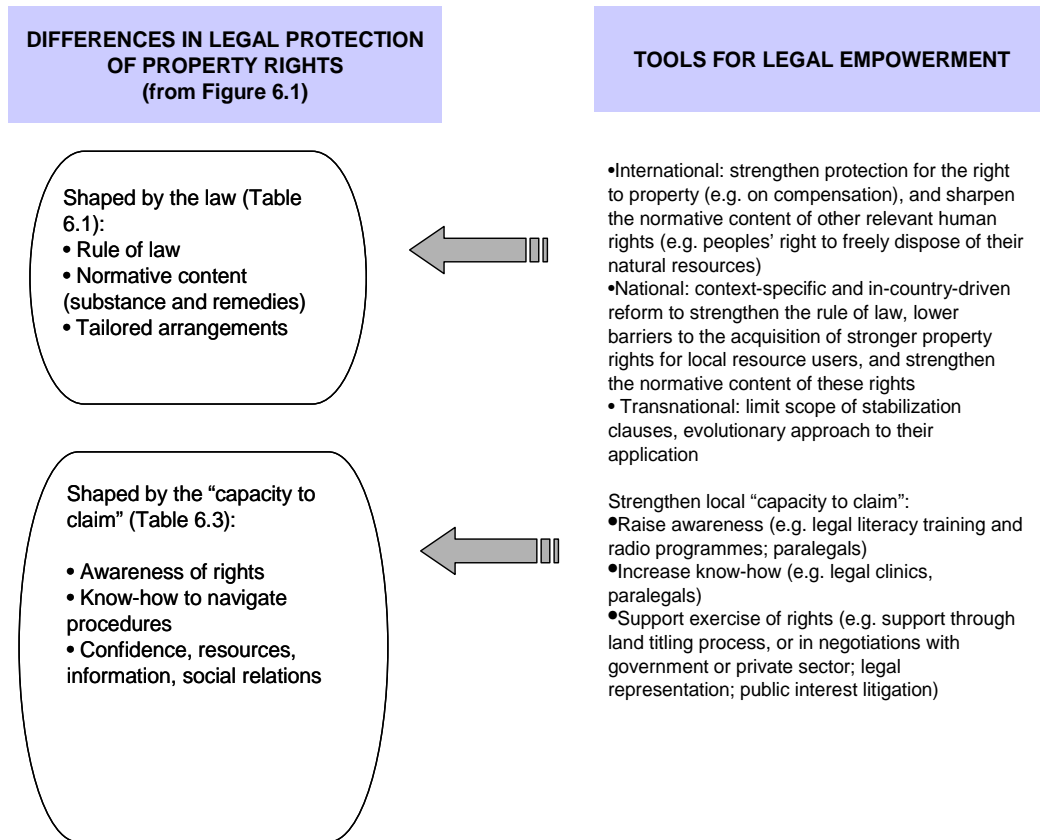 DIFFERENCES IN LEGAL PROTECTION
OF PROPERTY RIGHTS
(from Figure 6.1)
TOOLS FOR LEGAL EMPOWERMENT
Shaped by the law (Table
6.1):
• Rule of law
• Normative content
(substance and remedies)
• Tailored arrangements
•International: strengthen protection for the right
to property (e.g. on compensation), and sharpen
the normative content of other relevant human
rights (e.g. peoples’ right to freely dispose of their
natural resources)
•National: context-specific and in-country-driven
reform to strengthen the rule of law, lower
barriers to the acquisition of stronger property
rights for local resource users, and strengthen
the normative content of these rights
• Transnational: limit scope of stabilization
clauses, evolutionary approach to their
application
Shaped by the “capacity to
claim” (Table 6.3):
• Awareness of rights
• Know-how to navigate
procedures
• Confidence, resources,
information, social relations
Strengthen local “capacity to claim”:
•Raise awareness (e.g. legal literacy training and
radio programmes; paralegals)
•Increase know-how (e.g. legal clinics,
paralegals)
•Support exercise of rights (e.g. support through
land titling process, or in negotiations with
government or private sector; legal
representation; public interest litigation)